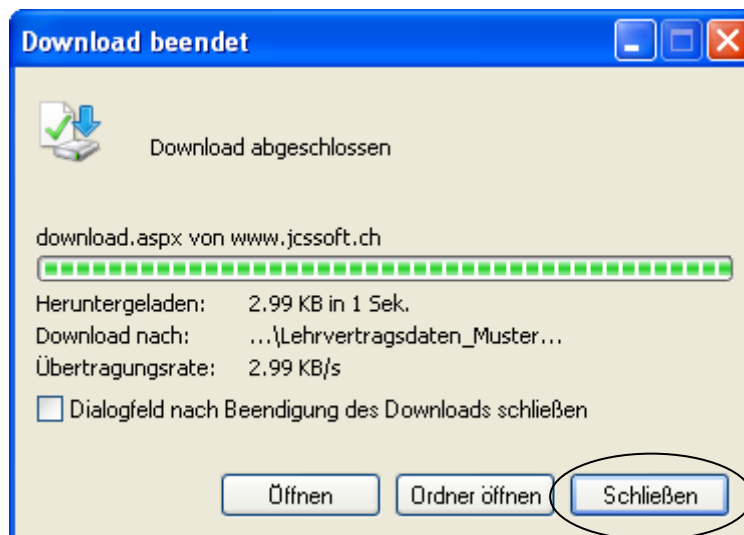 Download beendet
Download abgeschlossen
download.aspx von www.jcssoft.ch
Heruntergeladen: 2.99 KB in 1 Sek.
Download nach: ...\Lehrvertragsdaten_Muster...
Übertragungsrate: 2.99 KB/s
Dialogfeld nach Beendigung des Downloads schließen
Öffnen Ordner öffnen Schließen